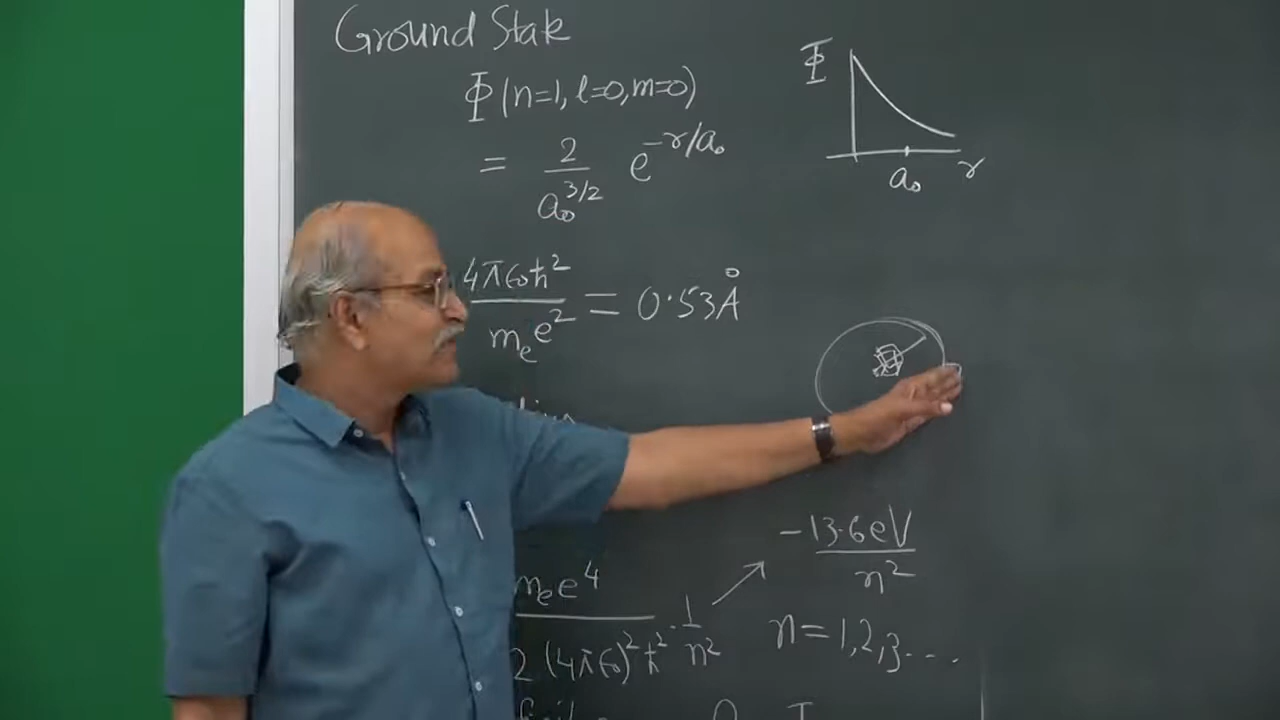 Ground State
Φ (n=1, l=0, m=0)
= 2/a₀^3/2 e^-r/a₀
Φ
a₀ r
4πε₀ħ²/mₑe² = 0.53Å
-13.6eV/n²
mₑe⁴/2(4πε₀)²ħ² · 1/n²
n=1,2,3...